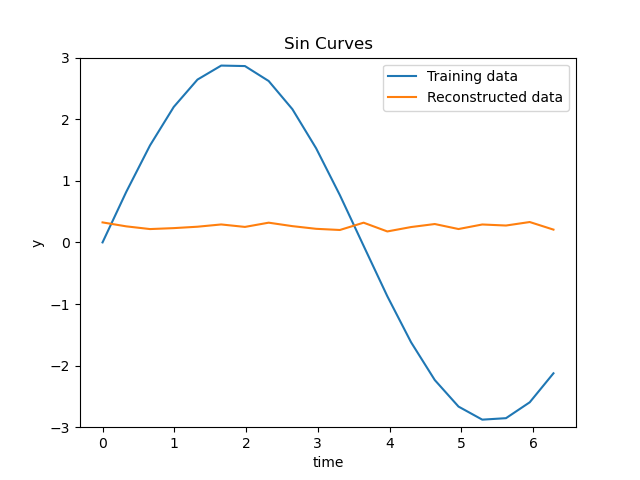 Sin Curves
Training data
Reconstructed data
3
2
1
0
−1
−2
−3
y
0 1 2 3 4 5 6
time